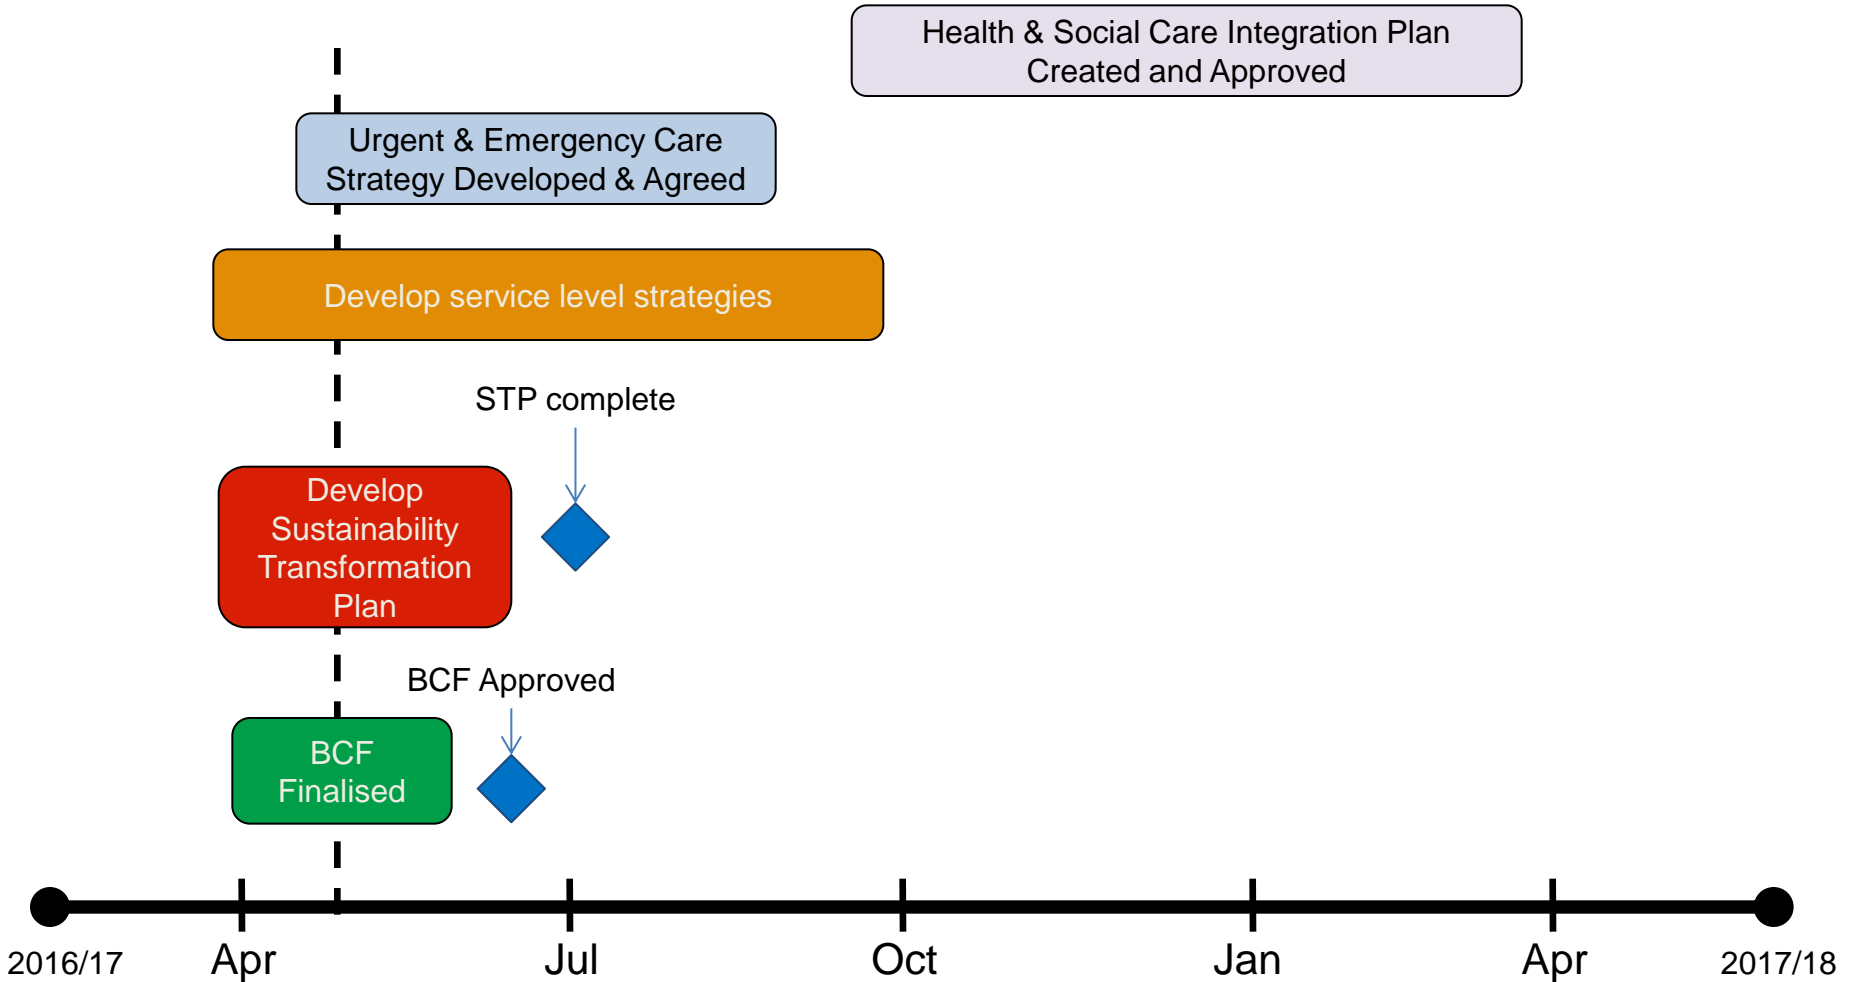 Health & Social Care Integration Plan
Created and Approved
Urgent & Emergency Care
Strategy Developed & Agreed
Develop service level strategies
STP complete
Develop
Sustainability
Transformation
Plan
BCF Approved
BCF
Finalised
2016/17
Apr
Jul
Oct
Jan
Apr
2017/18